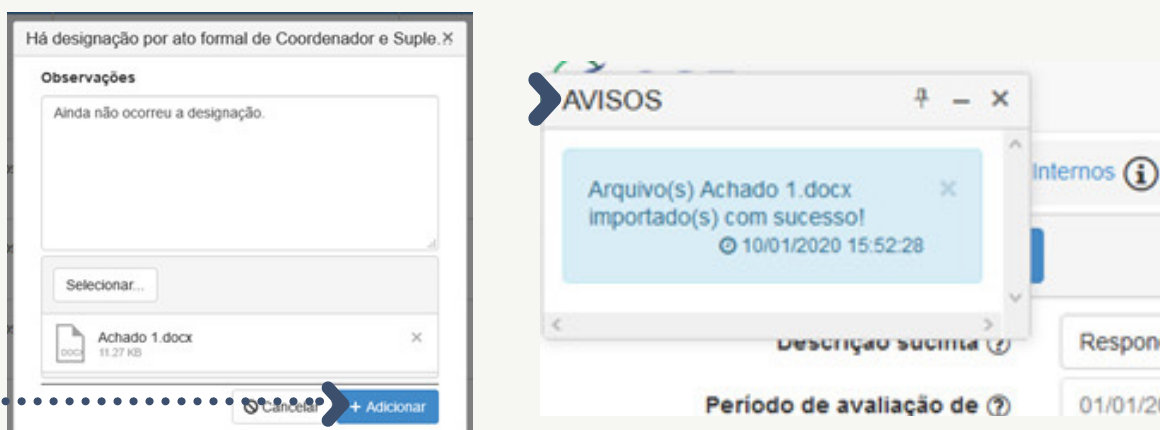 Há designação por ato formal de Coordenador e Suple.
Observações
Ainda não ocorreu a designação.
Selecionar...
DOCX
Achado 1.docx
11.27 KB
Cancelar
+ Adicionar
AVISOS
Arquivo(s) Achado 1.docx
importado(s) com sucesso!
10/01/2020 15:52:28
Internos
Descrição sucinta
Respon
Período de avaliação de
01/01/20